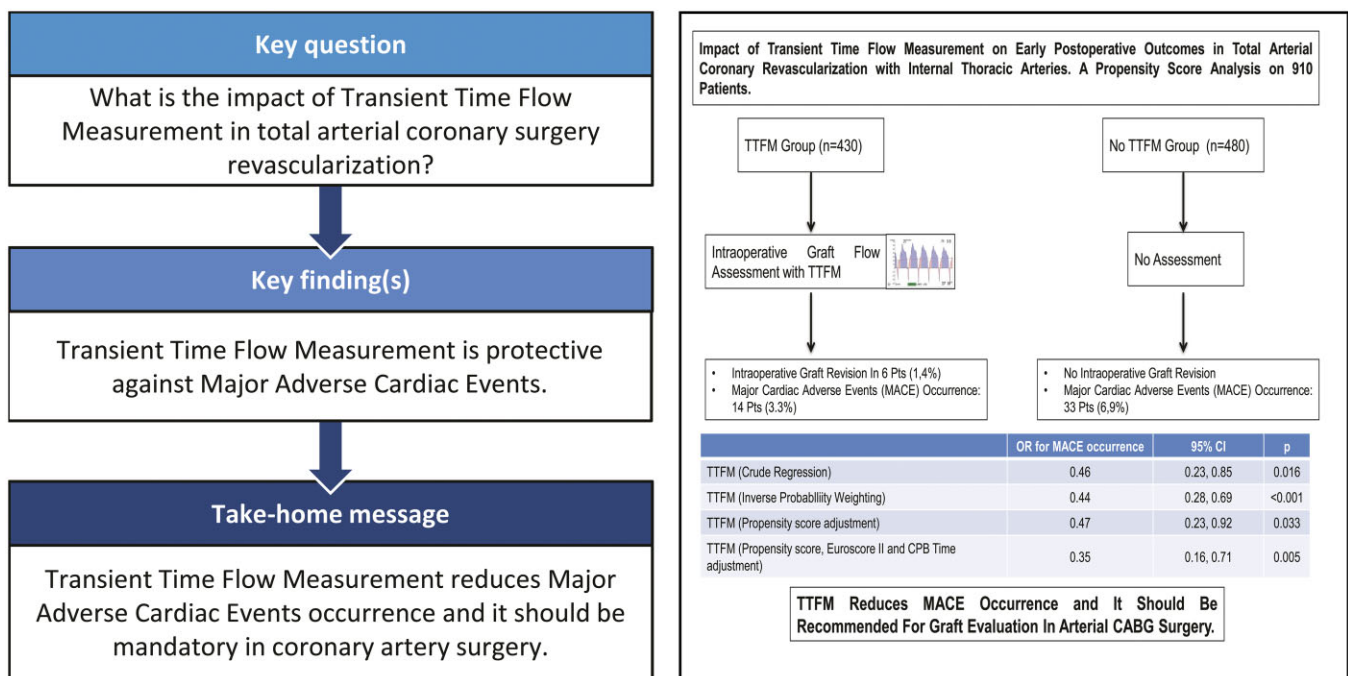 Key question
What is the impact of Transient Time Flow
Measurement in total arterial coronary surgery
revascularization?
Key finding(s)
Transient Time Flow Measurement is protective
against Major Adverse Cardiac Events.
Take-home message
Transient Time Flow Measurement reduces Major
Adverse Cardiac Events occurrence and it should be
mandatory in coronary artery surgery.
Impact of Transient Time Flow Measurement on Early Postoperative Outcomes in Total Arterial
Coronary Revascularization with Internal Thoracic Arteries. A Propensity Score Analysis on 910
Patients.
TTFM Group (n=430)
No TTFM Group (n=480)
Intraoperative Graft Flow
Assessment with TTFM
No Assessment
• Intraoperative Graft Revision In 6 Pts (1,4%)
• Major Cardiac Adverse Events (MACE) Occurrence:
14 Pts (3.3%)
• No Intraoperative Graft Revision
• Major Cardiac Adverse Events (MACE) Occurrence:
33 Pts (6,9%)
OR for MACE occurrence 95% CI p
TTFM (Crude Regression) 0.46 0.23, 0.85 0.016
TTFM (Inverse Probablliity Weighting) 0.44 0.28, 0.69 <0.001
TTFM (Propensity score adjustment) 0.47 0.23, 0.92 0.033
TTFM (Propensity score, Euroscore II and CPB Time
adjustment) 0.35 0.16, 0.71 0.005
TTFM Reduces MACE Occurrence and It Should Be
Recommended For Graft Evaluation In Arterial CABG Surgery.